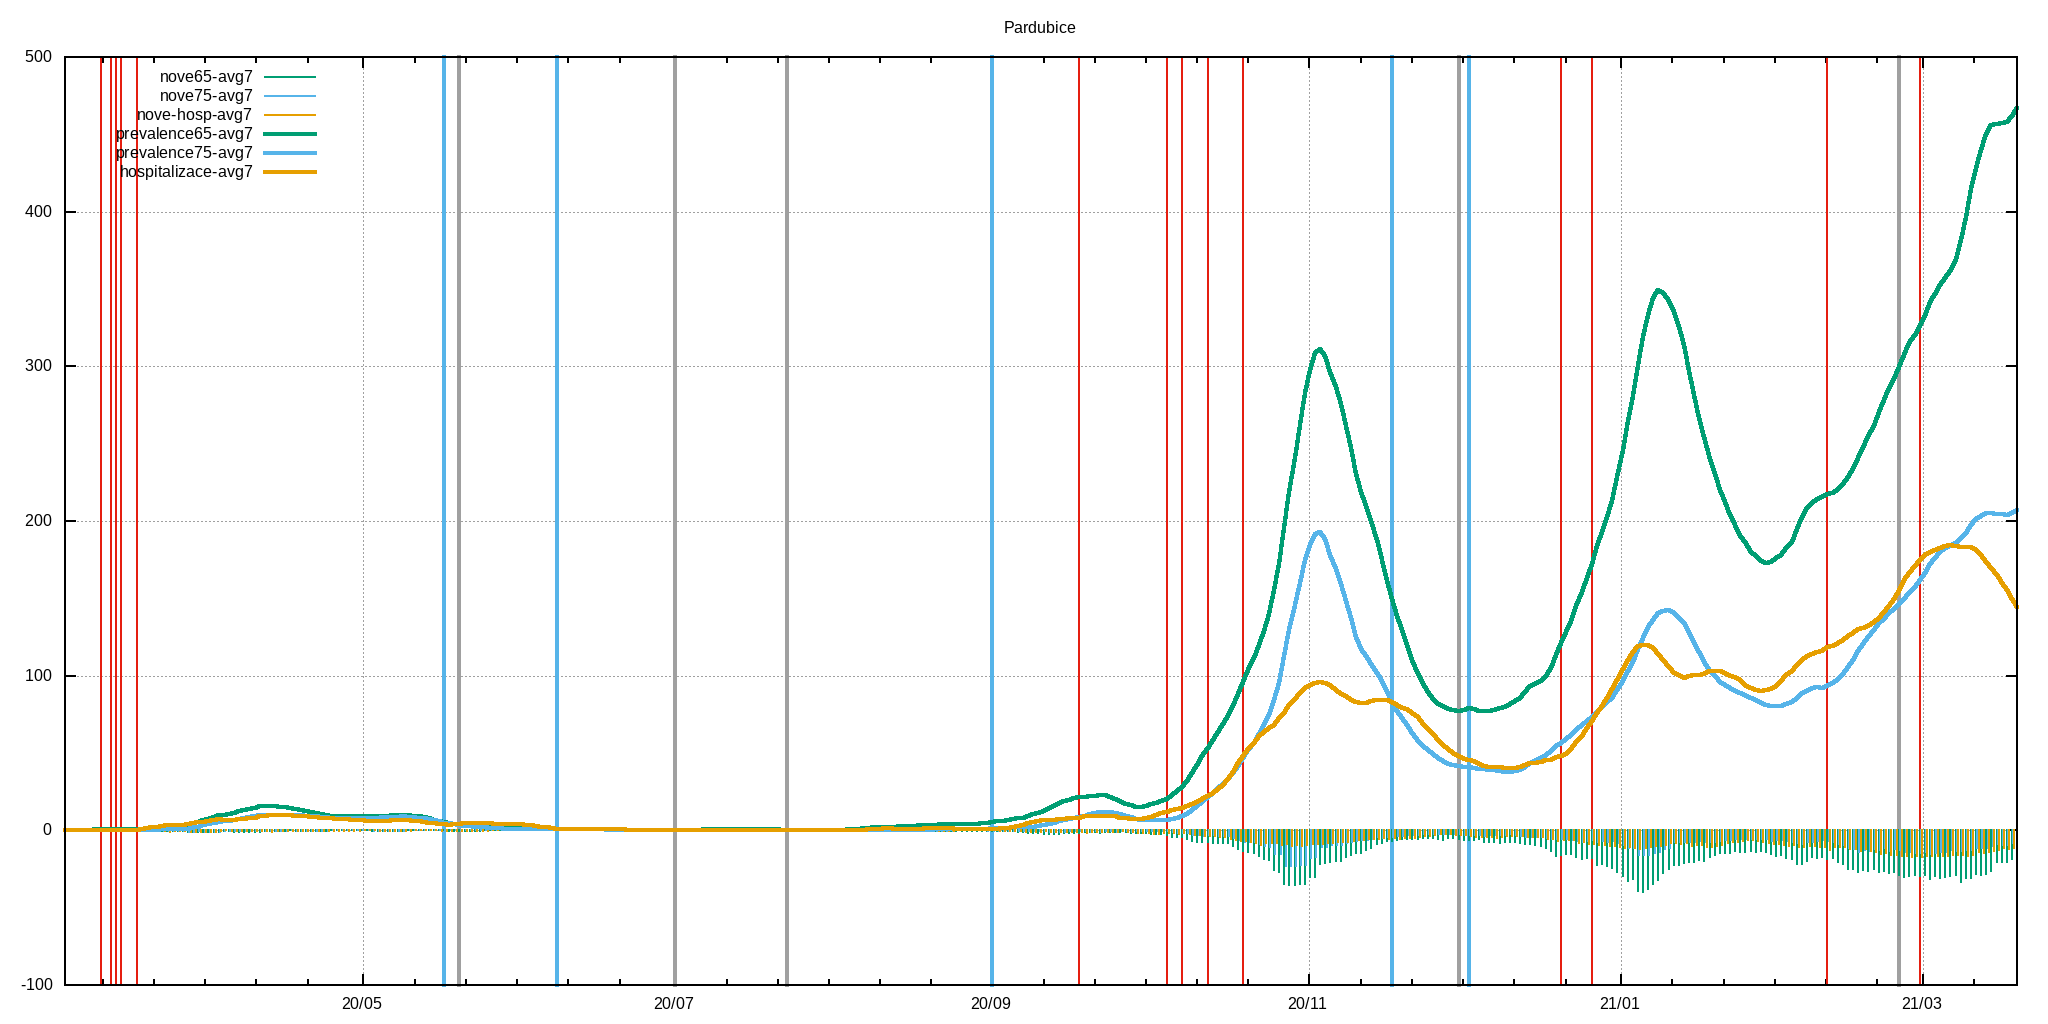 Pardubice
500
nove65-avg7
nove75-avg7
nove-hosp-avg7
prevalence65-avg7
prevalence75-avg7
hospitalizace-avg7
400
300
200
100
0
-100
20/05 20/07 20/09 20/11 21/01 21/03